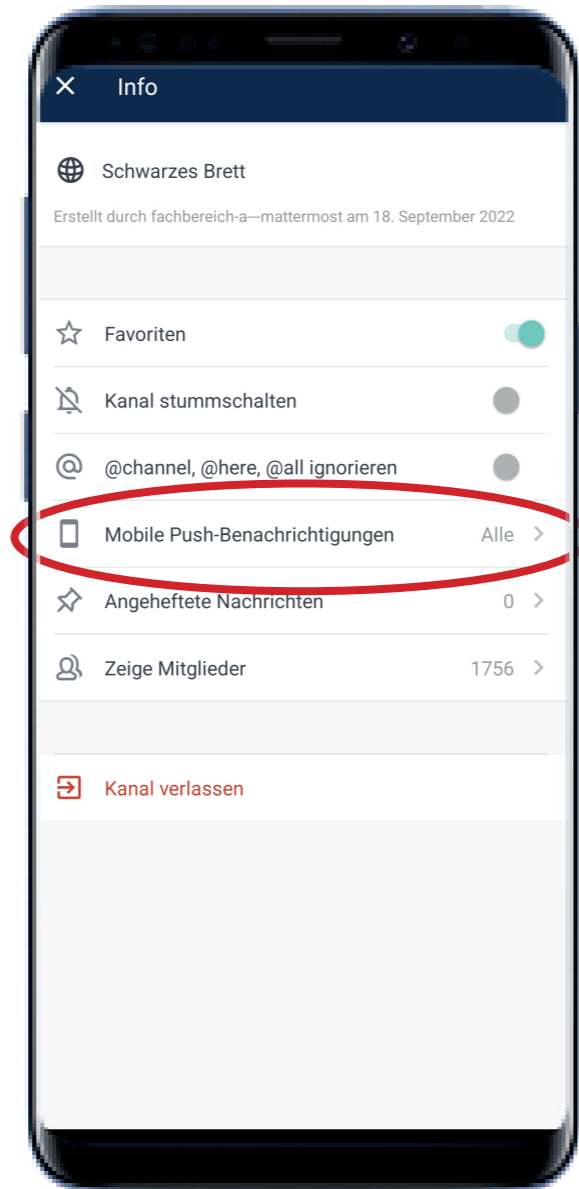 Info
Schwarzes Brett
Erstellt durch fachbereich-a---mattermost am 18. September 2022
Favoriten
Kanal stummschalten
@channel, @here, @all ignorieren
Mobile Push-Benachrichtigungen Alle
Angeheftete Nachrichten 0
Zeige Mitglieder 1756
Kanal verlassen